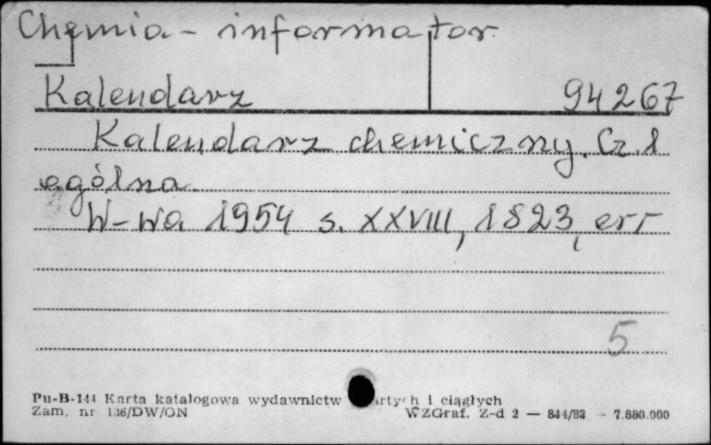 Chemia - informator
Kalendarz 94267
Kalendarz chemiczny. Cz. 1
ogólna
W-wa 1954 s. XXVIII, 1823, err
5
Pu-B-144 Karta katalogowa wydawnictw i ciągłych
Zam. nr 136/DW/ON WZGraf. Z-d 2 — 844/83 - 7.880.000